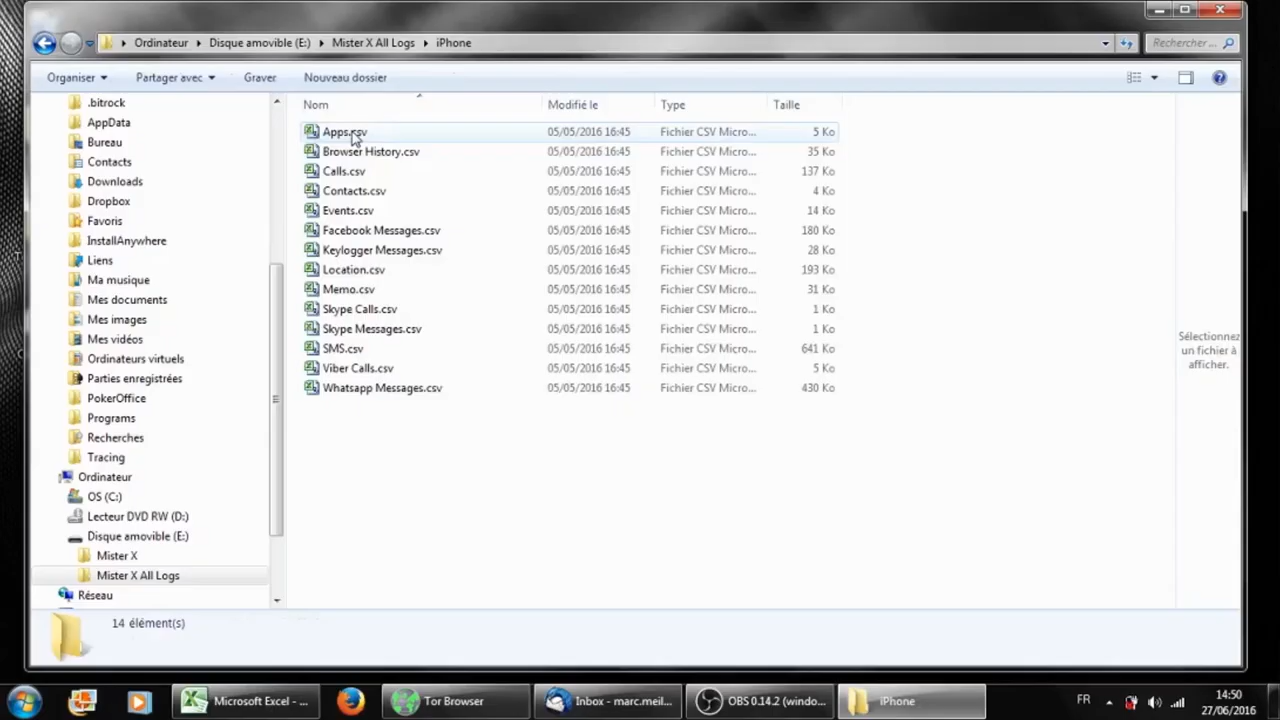 Ordinateur ▸ Disque amovible (E:) ▸ Mister X All Logs ▸ iPhone
Rechercher ...
Organiser Partager avec Graver Nouveau dossier
Nom Modifié le Type Taille
.bitrock
AppData
Bureau
Contacts
Downloads
Dropbox
Favoris
InstallAnywhere
Liens
Ma musique
Mes documents
Mes images
Mes vidéos
Ordinateurs virtuels
Parties enregistrées
PokerOffice
Programs
Recherches
Tracing
Ordinateur
OS (C:)
Lecteur DVD RW (D:)
Disque amovible (E:)
Mister X
Mister X All Logs
Réseau
Apps.csv 05/05/2016 16:45 Fichier CSV Micro... 5 Ko
Browser History.csv 05/05/2016 16:45 Fichier CSV Micro... 35 Ko
Calls.csv 05/05/2016 16:45 Fichier CSV Micro... 137 Ko
Contacts.csv 05/05/2016 16:45 Fichier CSV Micro... 4 Ko
Events.csv 05/05/2016 16:45 Fichier CSV Micro... 14 Ko
Facebook Messages.csv 05/05/2016 16:45 Fichier CSV Micro... 180 Ko
Keylogger Messages.csv 05/05/2016 16:45 Fichier CSV Micro... 28 Ko
Location.csv 05/05/2016 16:45 Fichier CSV Micro... 193 Ko
Memo.csv 05/05/2016 16:45 Fichier CSV Micro... 31 Ko
Skype Calls.csv 05/05/2016 16:45 Fichier CSV Micro... 1 Ko
Skype Messages.csv 05/05/2016 16:45 Fichier CSV Micro... 1 Ko
SMS.csv 05/05/2016 16:45 Fichier CSV Micro... 641 Ko
Viber Calls.csv 05/05/2016 16:45 Fichier CSV Micro... 5 Ko
Whatsapp Messages.csv 05/05/2016 16:45 Fichier CSV Micro... 430 Ko
Sélectionnez
un fichier à
afficher.
14 élément(s)
Microsoft Excel - ... Tor Browser Inbox - marc.meil... OBS 0.14.2 (windo... iPhone FR 14:50
27/06/2016